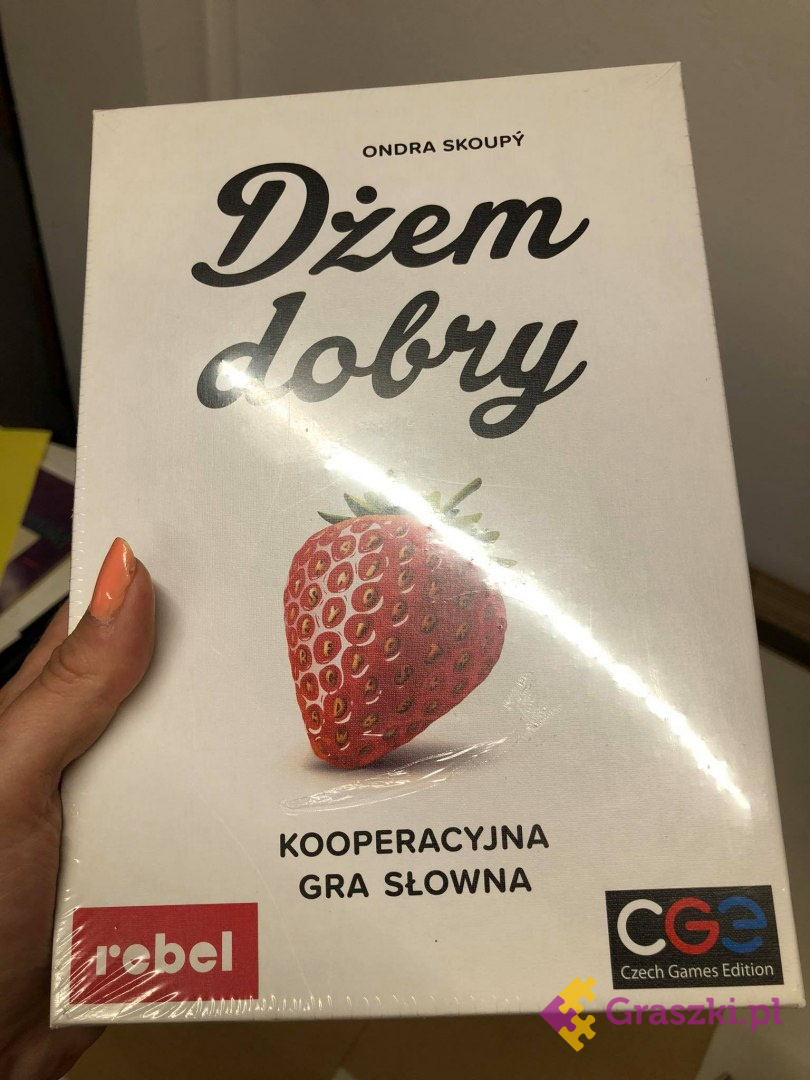 ONDRA SKOUPÝ
Dżem
dobry
KOOPERACYJNA
GRA SŁOWNA
rebel
CGE
Czech Games Edition
Graszki.pl